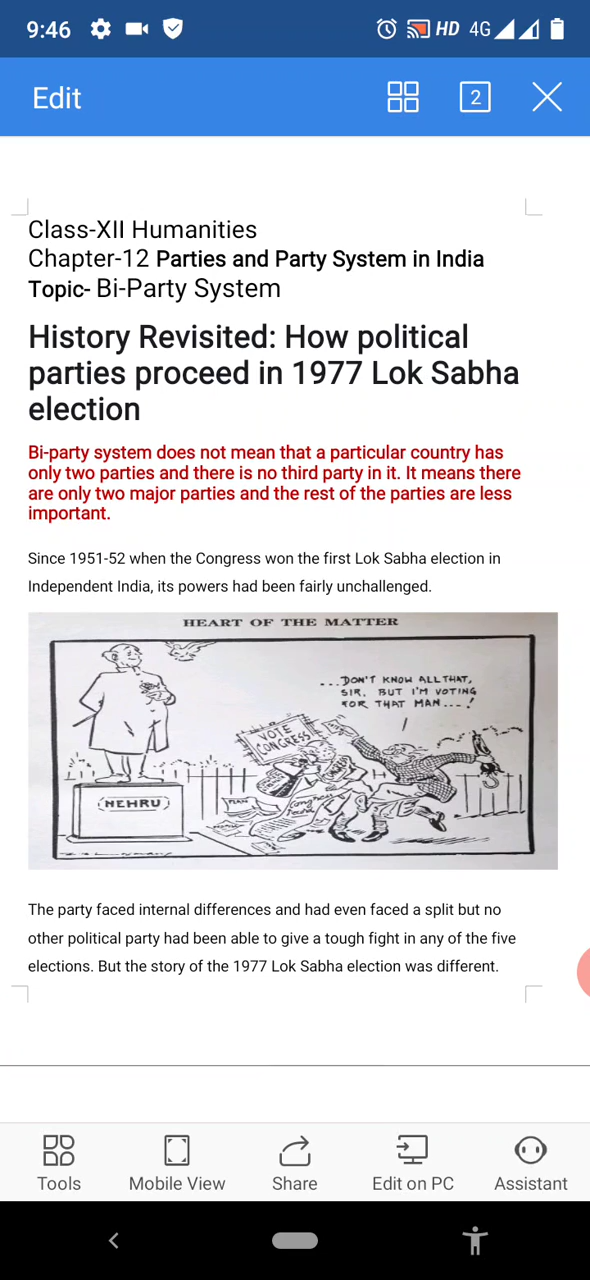 9:46
HD 4G
Edit
2
Class-XII Humanities
Chapter-12 Parties and Party System in India
Topic- Bi-Party System
History Revisited: How political
parties proceed in 1977 Lok Sabha
election
Bi-party system does not mean that a particular country has
only two parties and there is no third party in it. It means there
are only two major parties and the rest of the parties are less
important.
Since 1951-52 when the Congress won the first Lok Sabha election in
Independent India, its powers had been fairly unchallenged.
HEART OF THE MATTER
...DON'T KNOW ALL THAT,
SIR. BUT I'M VOTING
FOR THAT MAN...!
VOTE
CONGRESS
NEHRU
The party faced internal differences and had even faced a split but no
other political party had been able to give a tough fight in any of the five
elections. But the story of the 1977 Lok Sabha election was different.
Tools
Mobile View
Share
Edit on PC
Assistant